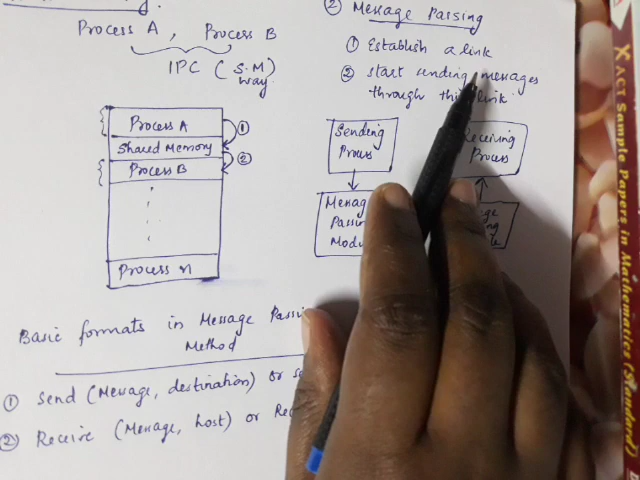 Process A, Process B
IPC (S.M way)
Process A
Shared Memory
Process B
Process n
①
②
② Message Passing
① Establish a link
② start sending messages
through this link.
Sending
Process
Message
Passing
Receiving
Process
Basic formats in Message
Method
① Send (Message, destination) or
② Receive (Message, host) or
ACT Sample Papers in Mathematics (Standard)